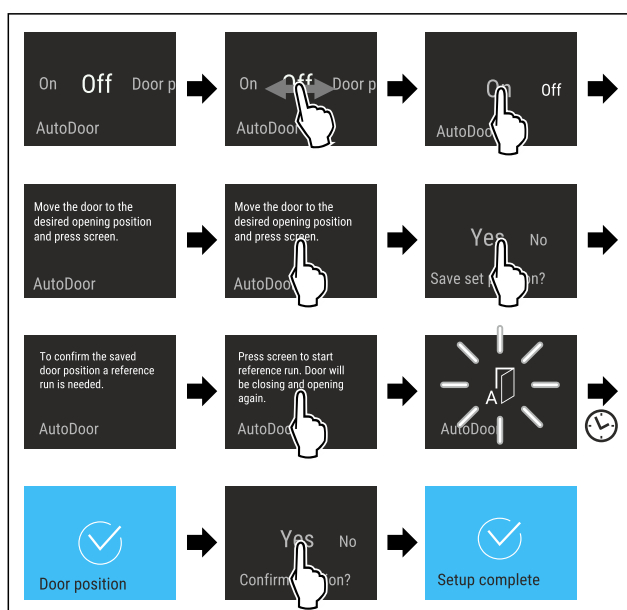 On Off Door p
AutoDoor
On Off Door p
AutoDoor
On Off
AutoDoo
Move the door to the
desired opening position
and press screen.
AutoDoor
Move the door to the
desired opening position
and press screen.
AutoDoo
Yes No
Save set p n?
To confirm the saved
door position a reference
run is needed.
AutoDoor
Press screen to start
reference run. Door will
be closing and opening
again.
AutoDoo
A
AutoDoor
Door position
Yes No
Confirm on?
Setup complete